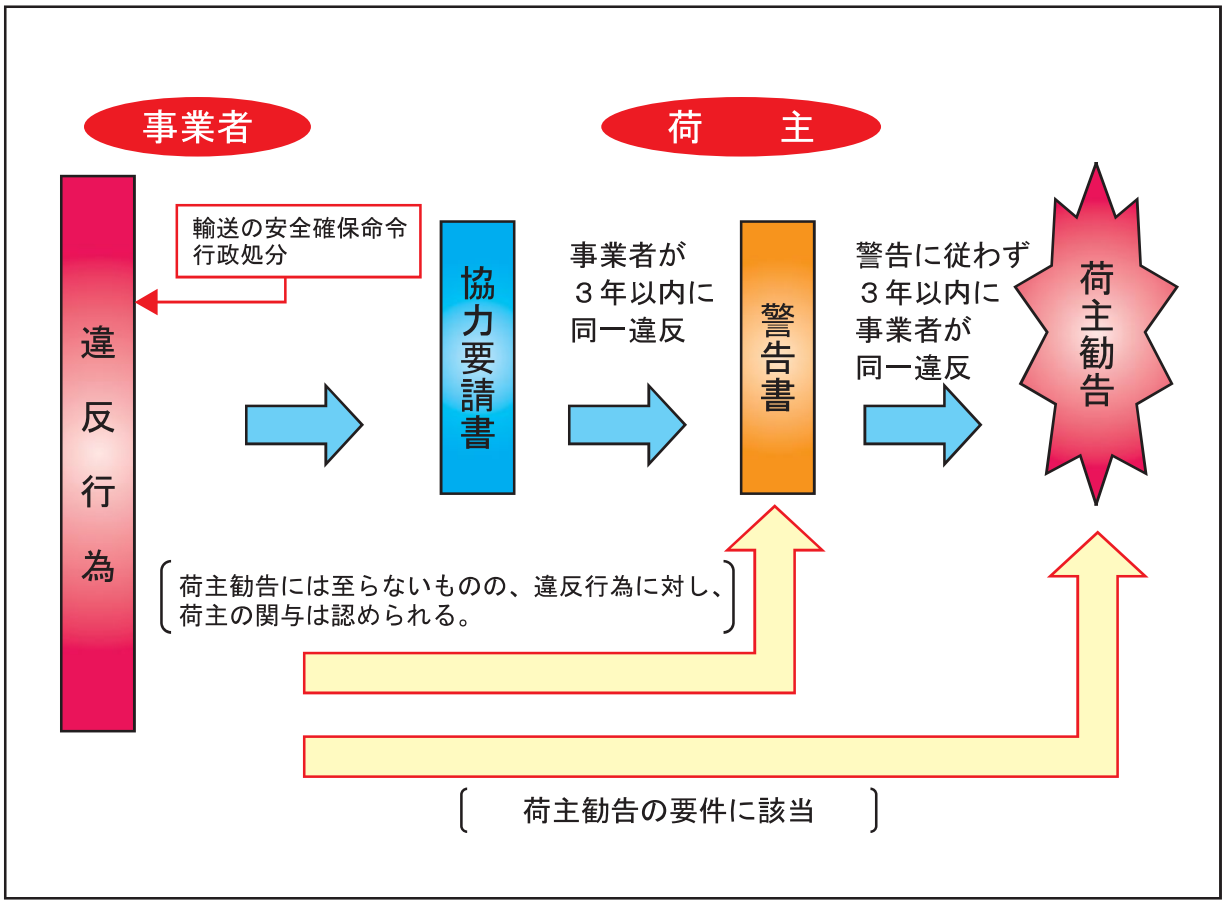 事業者
荷　主
違反行為
輸送の安全確保命令
行政処分
協力要請書
事業者が
３年以内に
同一違反
警告書
警告に従わず
３年以内に
事業者が
同一違反
荷主勧告
荷主勧告には至らないものの、違反行為に対し、
荷主の関与は認められる。
荷主勧告の要件に該当